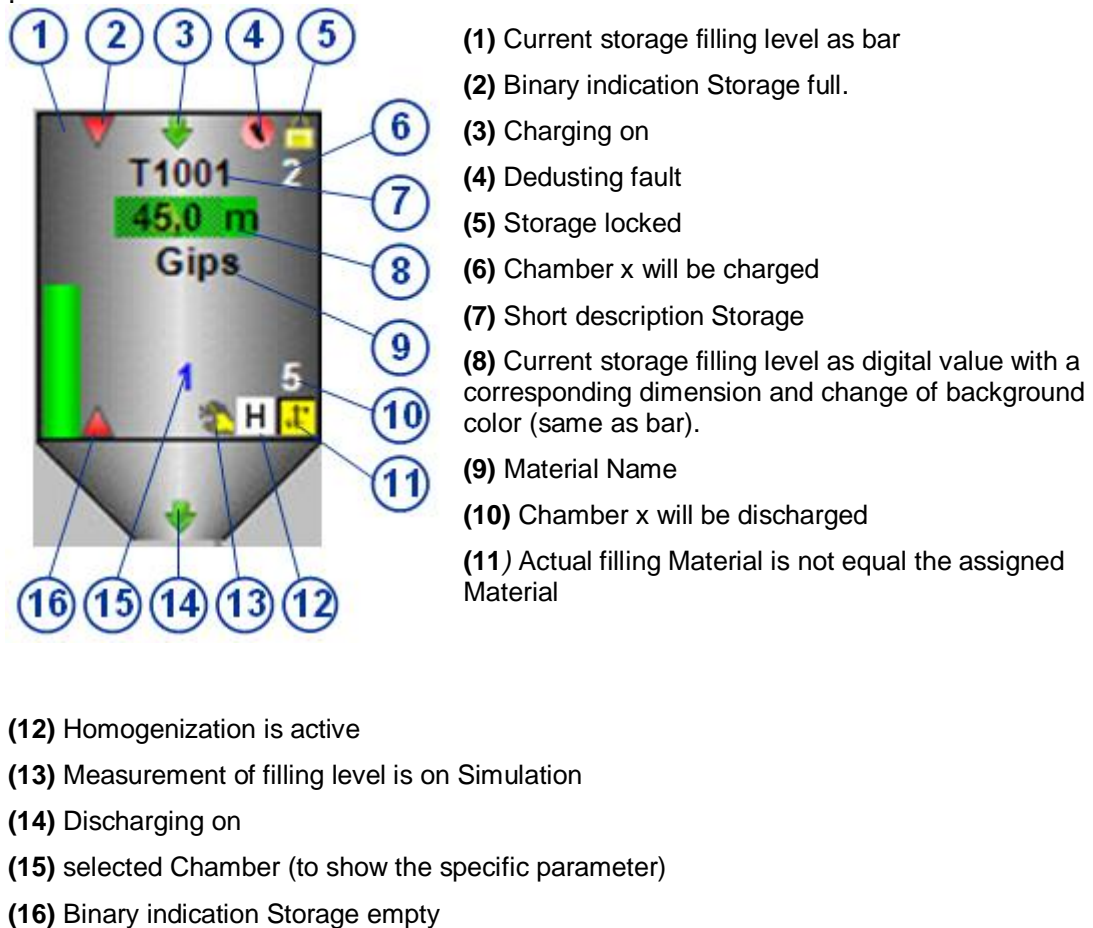 1 2 3 4 5
T1001 2
45,0 m
Gips
1 5
H
6
7
8
9
10
11
16 15 14 13 12
(1) Current storage filling level as bar
(2) Binary indication Storage full.
(3) Charging on
(4) Dedusting fault
(5) Storage locked
(6) Chamber x will be charged
(7) Short description Storage
(8) Current storage filling level as digital value with a
corresponding dimension and change of background
color (same as bar).
(9) Material Name
(10) Chamber x will be discharged
(11) Actual filling Material is not equal the assigned
Material
(12) Homogenization is active
(13) Measurement of filling level is on Simulation
(14) Discharging on
(15) selected Chamber (to show the specific parameter)
(16) Binary indication Storage empty